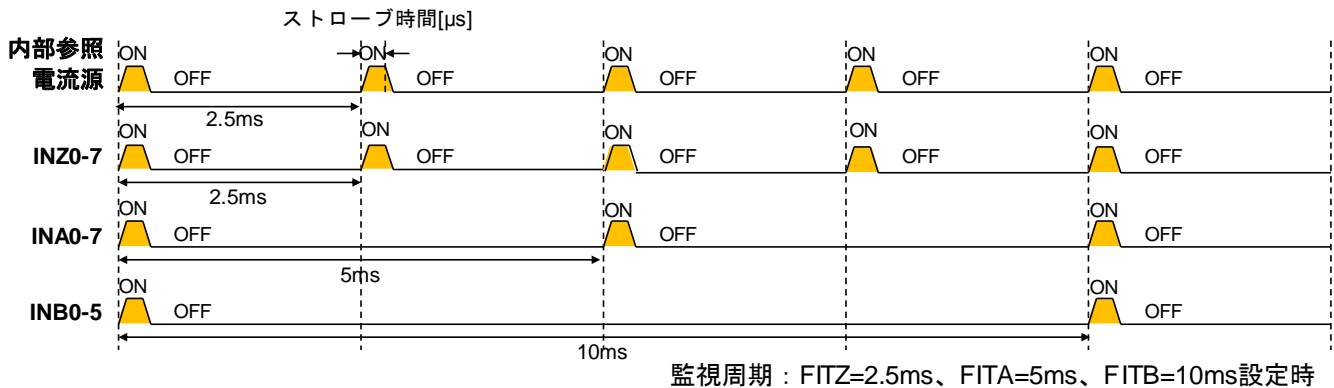 ストローブ時間[µs]
内部参照
電流源
ON OFF ON OFF ON OFF ON OFF ON OFF
2.5ms
INZ0-7
ON OFF ON OFF ON OFF ON OFF ON OFF
2.5ms
INA0-7
ON OFF ON OFF ON OFF
5ms
INB0-5
ON OFF ON OFF
10ms
監視周期：FITZ=2.5ms、FITA=5ms、FITB=10ms設定時